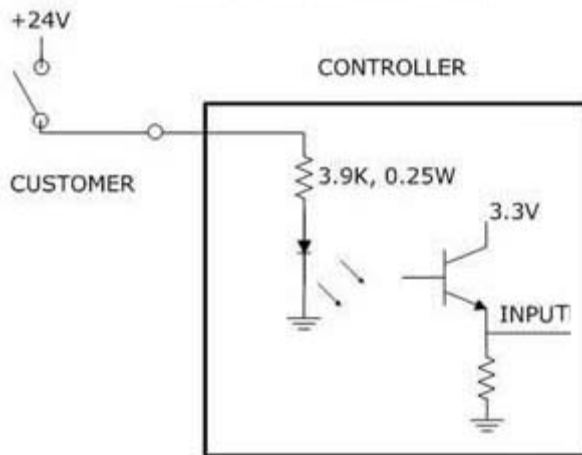 +24V
CONTROLLER
3.9K, 0.25W
CUSTOMER
3.3V
INPUT